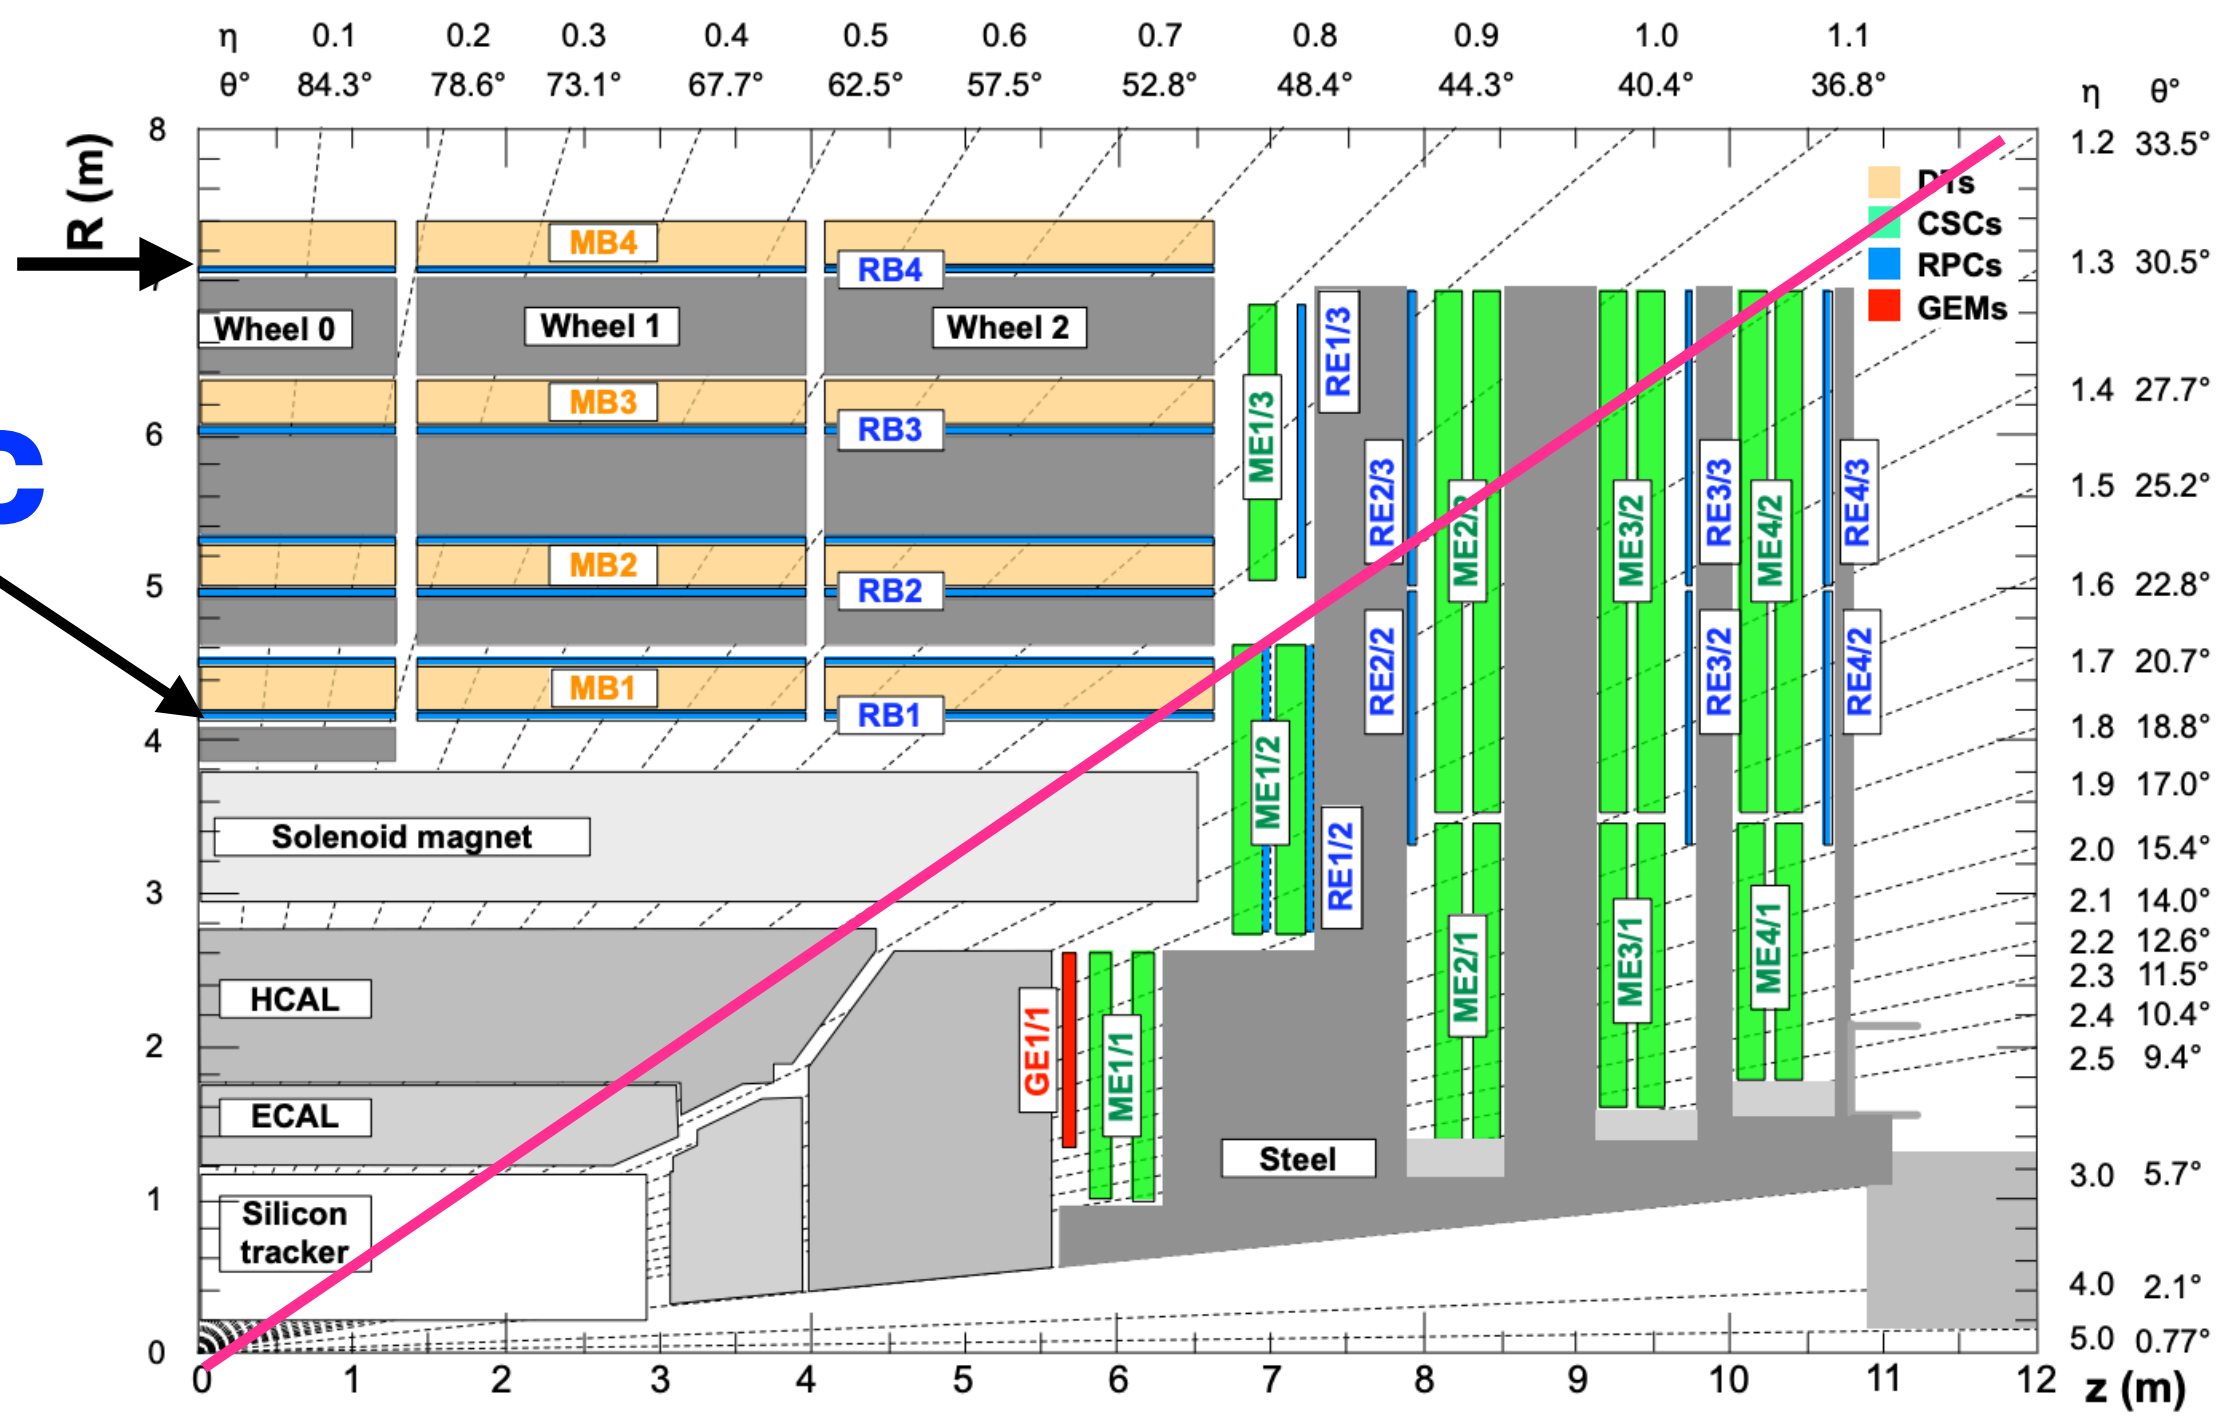 η 0.1 0.2 0.3 0.4 0.5 0.6 0.7 0.8 0.9 1.0 1.1
θ° 84.3° 78.6° 73.1° 67.7° 62.5° 57.5° 52.8° 48.4° 44.3° 40.4° 36.8°
η θ°
1.2 33.5°
1.3 30.5°
1.4 27.7°
1.5 25.2°
1.6 22.8°
1.7 20.7°
1.8 18.8°
1.9 17.0°
2.0 15.4°
2.1 14.0°
2.2 12.6°
2.3 11.5°
2.4 10.4°
2.5 9.4°
3.0 5.7°
4.0 2.1°
5.0 0.77°
R (m)
8
7
6
5
4
3
2
1
0
C
DTs
CSCs
RPCs
GEMs
MB4
RB4
Wheel 0
Wheel 1
Wheel 2
MB3
RB3
MB2
RB2
MB1
RB1
Solenoid magnet
HCAL
ECAL
Silicon
tracker
Steel
GE1/1
ME1/1
ME1/2
ME1/3
RE1/3
RE1/2
RE2/3
RE2/2
ME2/2
ME2/1
ME3/2
ME3/1
RE3/3
RE3/2
ME4/2
ME4/1
RE4/3
RE4/2
0 1 2 3 4 5 6 7 8 9 10 11 12
z (m)